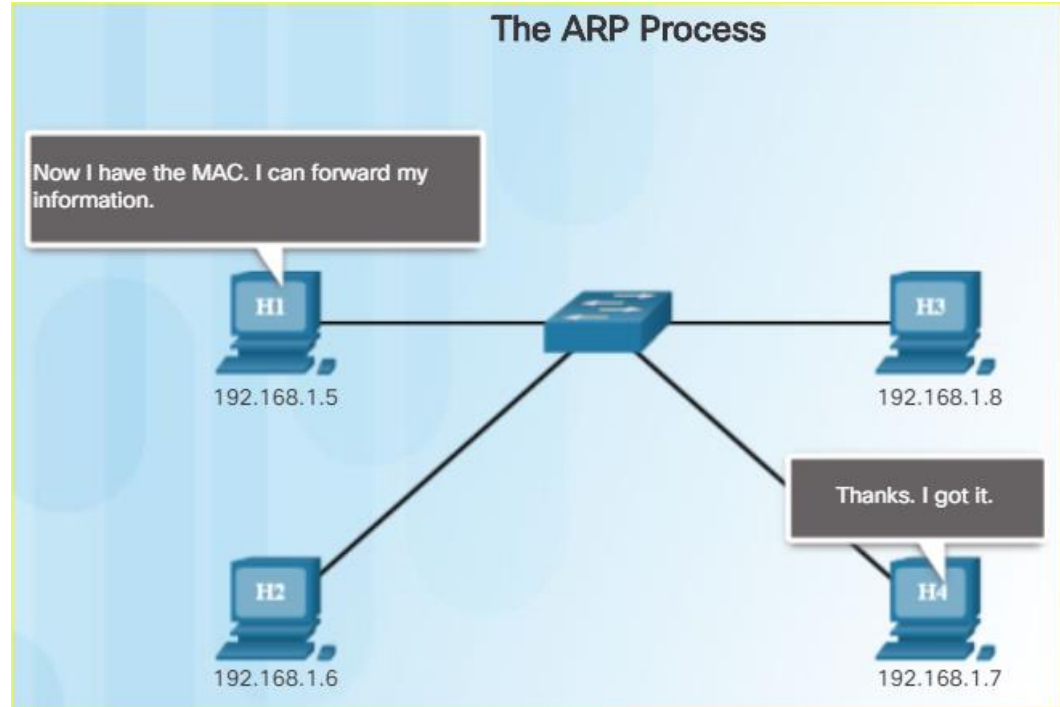 The ARP Process
Now I have the MAC. I can forward my
information.
H1
H3
192.168.1.5
192.168.1.8
Thanks. I got it.
H2
H4
192.168.1.6
192.168.1.7